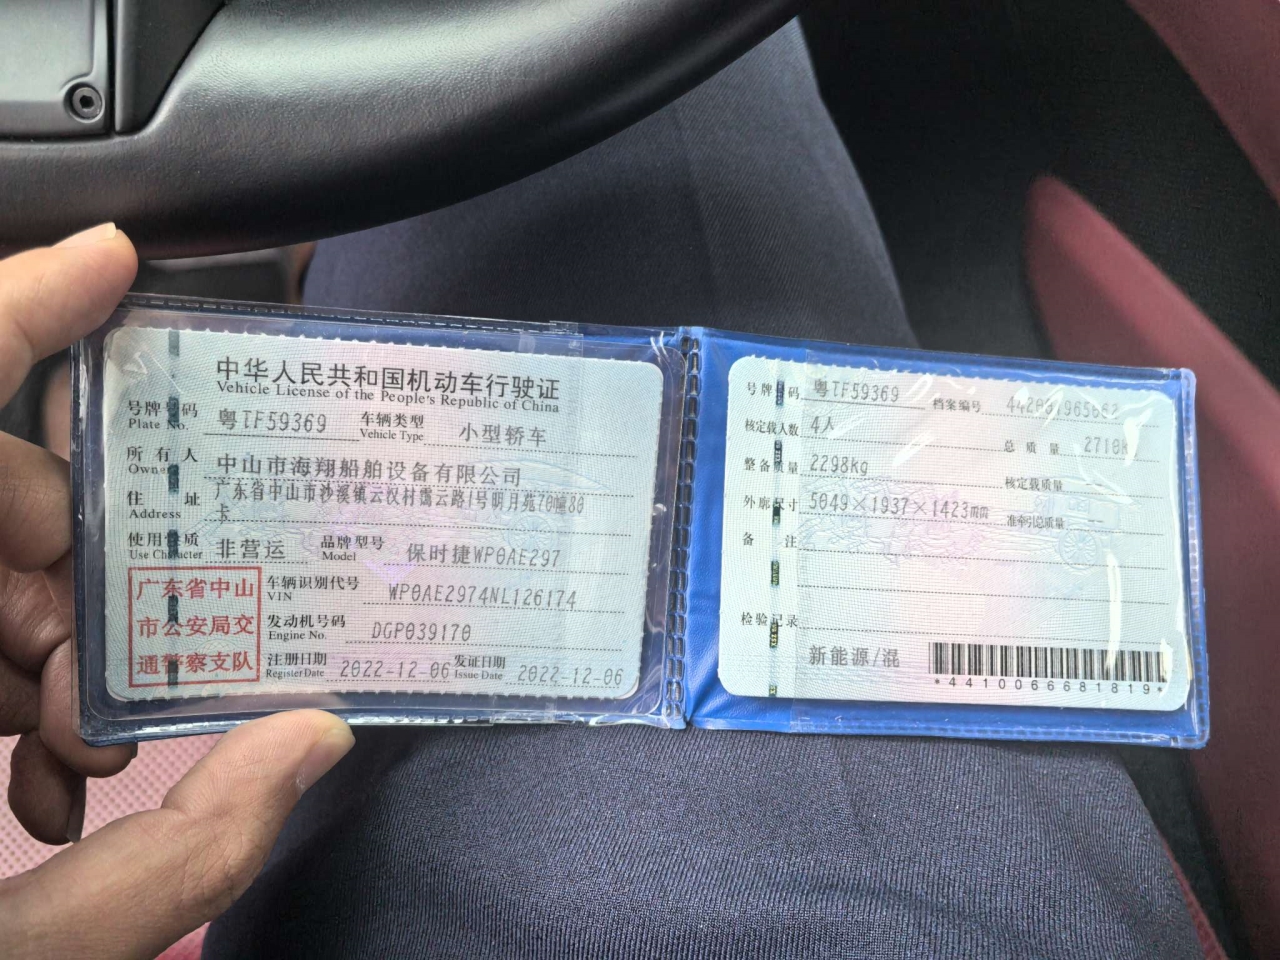 中华人民共和国机动车行驶证
Vehicle License of the People's Republic of China
号牌号码 粤TF59369 车辆类型 小型轿车
Plate No. Vehicle Type
所有人 中山市海翔船舶设备有限公司
Owner
住址 广东省中山市沙溪镇云汉村霭云路1号明月苑70幢80
Address 卡
使用性质 非营运 品牌型号 保时捷WP0AE297
Use Character Model
广东省中山
市公安局交
通警察支队
车辆识别代号 WP0AE2974NL126174
VIN
发动机号码 DGP039170
Engine No.
注册日期 2022-12-06 发证日期 2022-12-06
Register Date Issue Date
号牌号码 粤TF59369 档案编号
核定载人数 4人 总质量 2710kg
整备质量 2298kg 核定载质量 --
外廓尺寸 5049×1937×1423mm 准牵引总质量 --
备注
检验记录
新能源/混
*4410066681819*